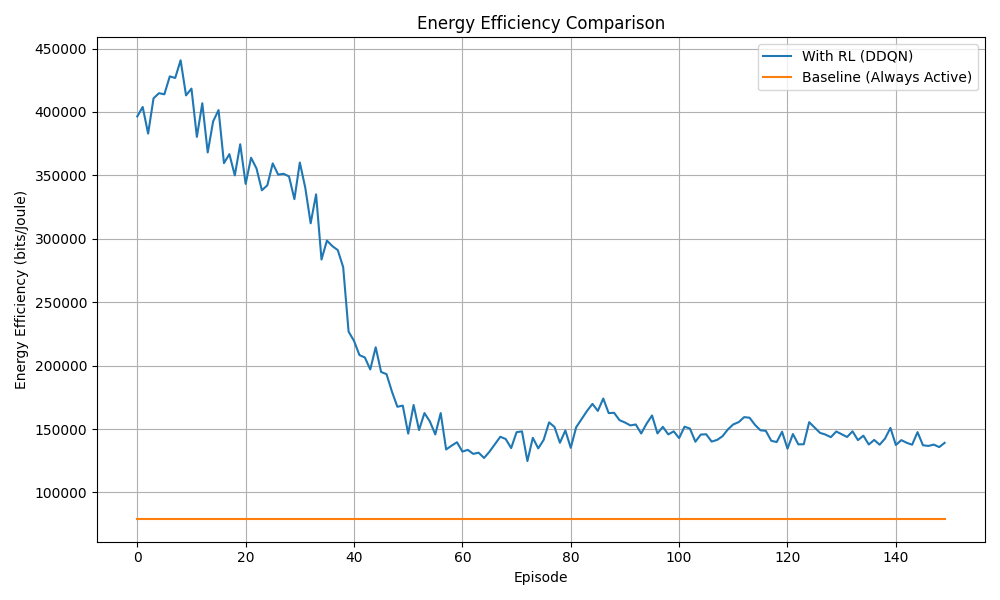 Energy Efficiency Comparison
With RL (DDQN)
Baseline (Always Active)
Energy Efficiency (bits/Joule)
450000
400000
350000
300000
250000
200000
150000
100000
0 20 40 60 80 100 120 140
Episode